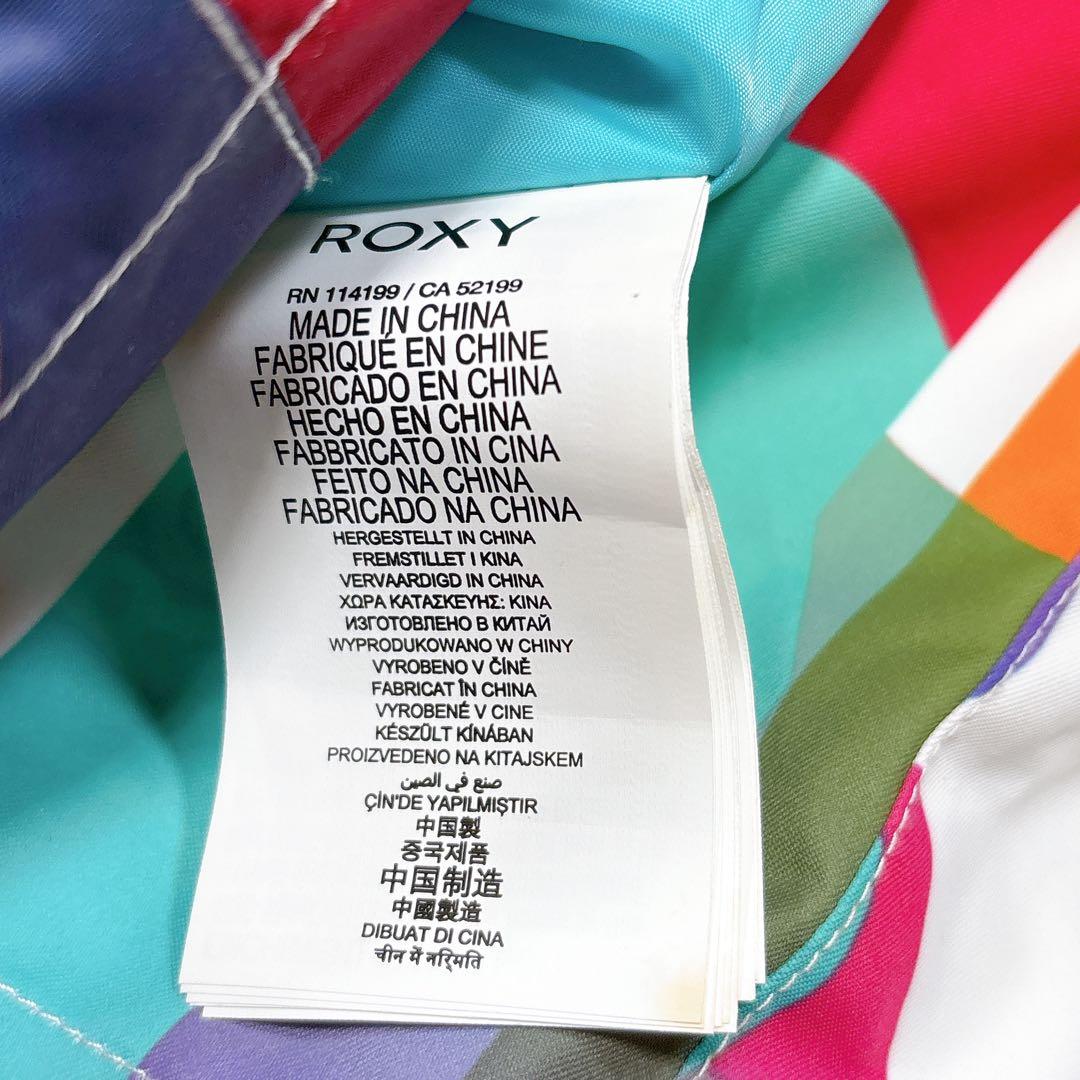 ROXY
RN 114199 / CA 52199
MADE IN CHINA
FABRIQUÉ EN CHINE
FABRICADO EN CHINA
HECHO EN CHINA
FABBRICATO IN CINA
FEITO NA CHINA
FABRICADO NA CHINA
HERGESTELLT IN CHINA
FREMSTILLET I KINA
VERVAARDIGD IN CHINA
ΧΩΡΑ ΚΑΤΑΣΚΕΥΗΣ: ΚΙΝΑ
ИЗГОТОВЛЕНО В КИТАЙ
WYPRODUKOWANO W CHINY
VYROBENO V ČÍNĚ
FABRICAT ÎN CHINA
VYROBENÉ V CINE
KÉSZÜLT KÍNÁBAN
PROIZVEDENO NA KITAJSKEM
صنع في الصين
ÇİN'DE YAPILMIŞTIR
中国製
중국제품
中国制造
中國製造
DIBUAT DI CINA
चीन में नर्िमति